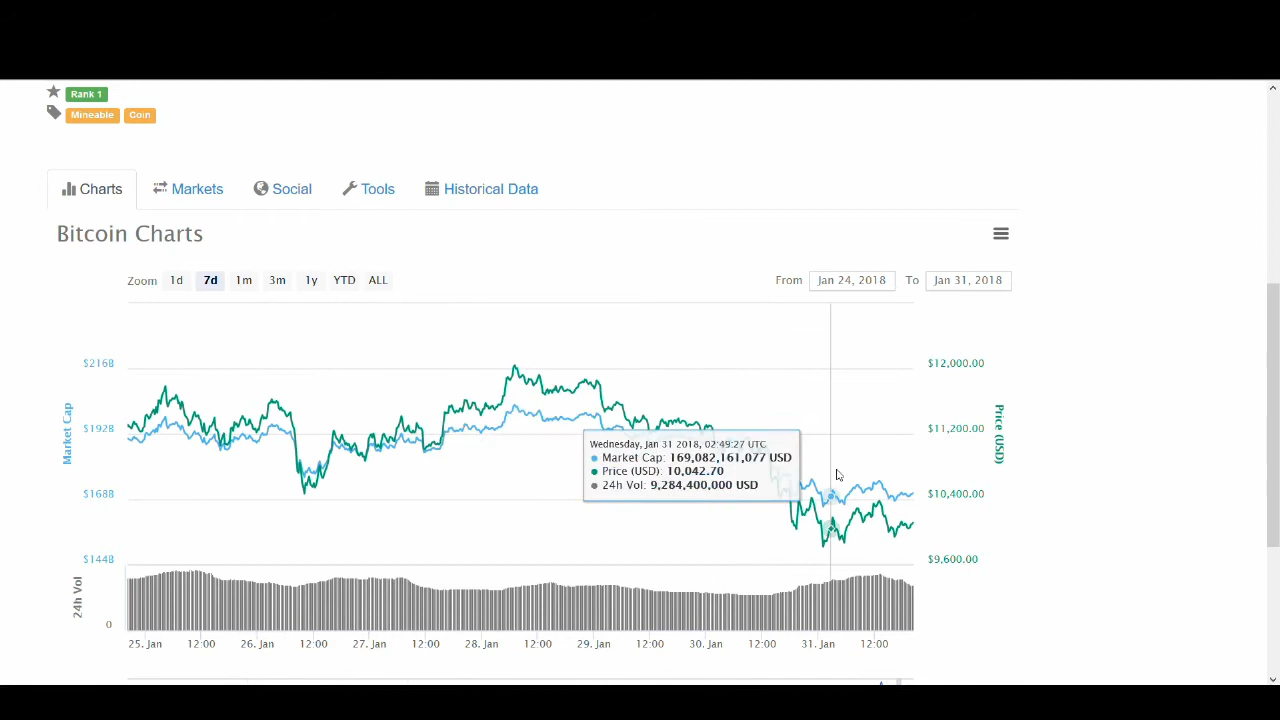 Rank 1
Mineable Coin
Charts Markets Social Tools Historical Data
Bitcoin Charts
Zoom 1d 7d 1m 3m 1y YTD ALL From Jan 24, 2018 To Jan 31, 2018
$216B $12,000.00
$192B $11,200.00
$168B $10,400.00
$144B $9,600.00
Market Cap
Price (USD)
Wednesday, Jan 31 2018, 02:49:27 UTC
Market Cap: 169,082,161,077 USD
Price (USD): 10,042.70
24h Vol: 9,284,400,000 USD
24h Vol
0
25. Jan 12:00 26. Jan 12:00 27. Jan 12:00 28. Jan 12:00 29. Jan 12:00 30. Jan 12:00 31. Jan 12:00